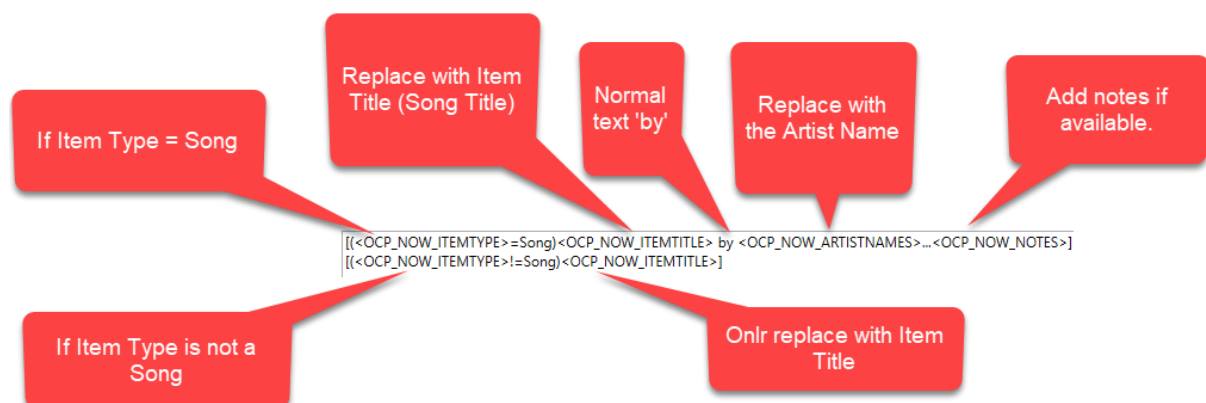 Replace with Item
Title (Song Title)
Normal
text 'by'
Replace with
the Artist Name
Add notes if
available.
If Item Type = Song
[(<OCP_NOW_ITEMTYPE>=Song)<OCP_NOW_ITEMTITLE> by <OCP_NOW_ARTISTNAMES>...<OCP_NOW_NOTES>]
[(<OCP_NOW_ITEMTYPE>!=Song)<OCP_NOW_ITEMTITLE>]
If Item Type is not a
Song
Onlr replace with Item
Title